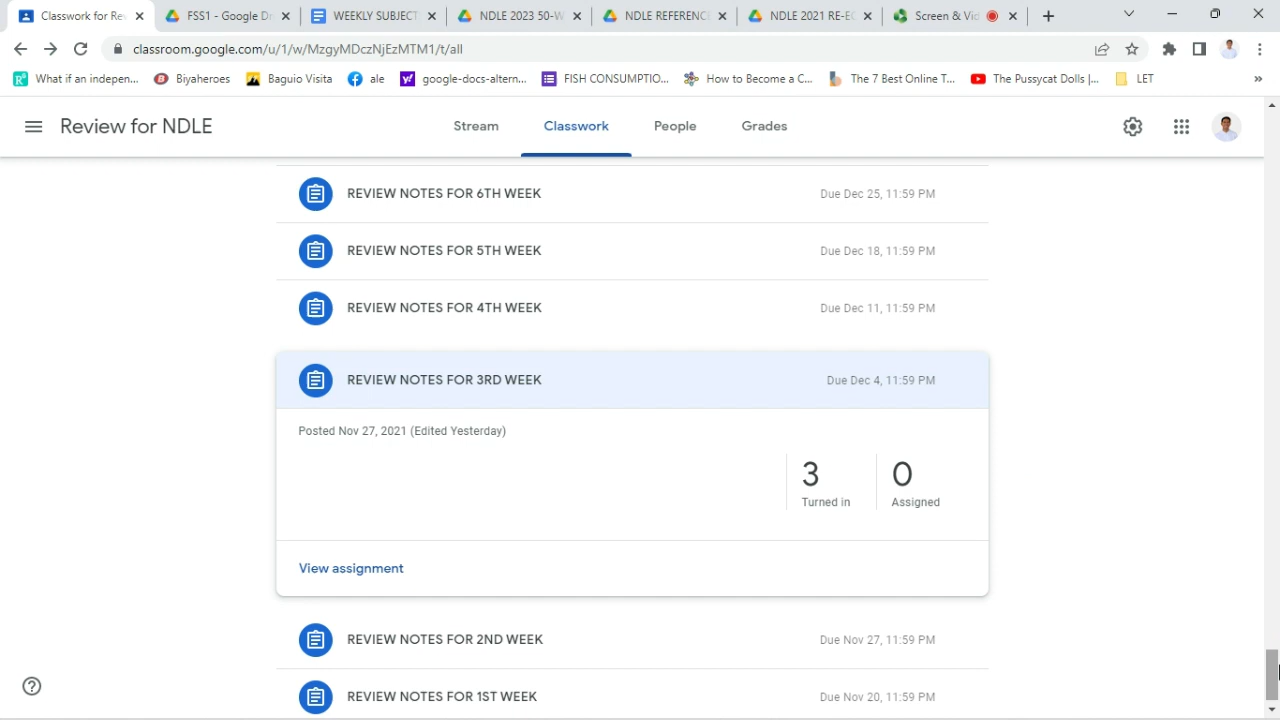 Classwork for Re
FSS1 - Google Dr
WEEKLY SUBJECT
NDLE 2023 50-W
NDLE REFERENCE
NDLE 2021 RE-EC
Screen & Vid
classroom.google.com/u/1/w/MzgyMDczNjEzMTM1/t/all
What if an indepen...
Biyaheroes
Baguio Visita
ale
google-docs-altern...
FISH CONSUMPTIO...
How to Become a C...
The 7 Best Online T...
The Pussycat Dolls |...
LET
»
Review for NDLE
Stream
Classwork
People
Grades
REVIEW NOTES FOR 6TH WEEK
Due Dec 25, 11:59 PM
REVIEW NOTES FOR 5TH WEEK
Due Dec 18, 11:59 PM
REVIEW NOTES FOR 4TH WEEK
Due Dec 11, 11:59 PM
REVIEW NOTES FOR 3RD WEEK
Due Dec 4, 11:59 PM
Posted Nov 27, 2021 (Edited Yesterday)
3
Turned in
0
Assigned
View assignment
REVIEW NOTES FOR 2ND WEEK
Due Nov 27, 11:59 PM
REVIEW NOTES FOR 1ST WEEK
Due Nov 20, 11:59 PM